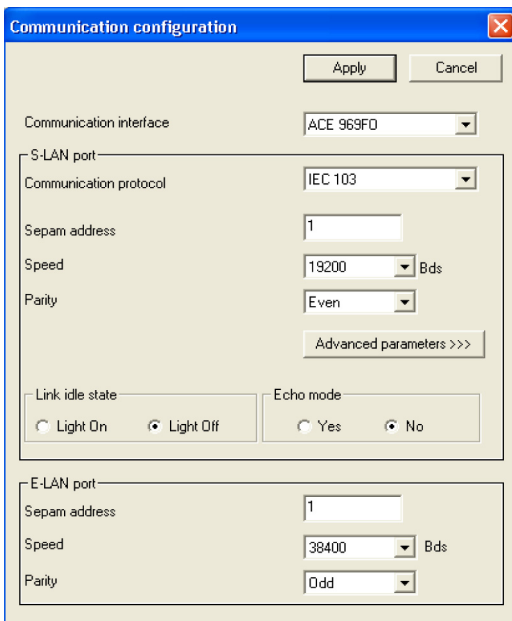 Communication configuration
Apply Cancel
Communication interface ACE 969FO
S-LAN port
Communication protocol IEC 103
Sepam address 1
Speed 19200 Bds
Parity Even
Advanced parameters >>>
Link idle state Echo mode
Light On Light Off Yes No
E-LAN port
Sepam address 1
Speed 38400 Bds
Parity Odd